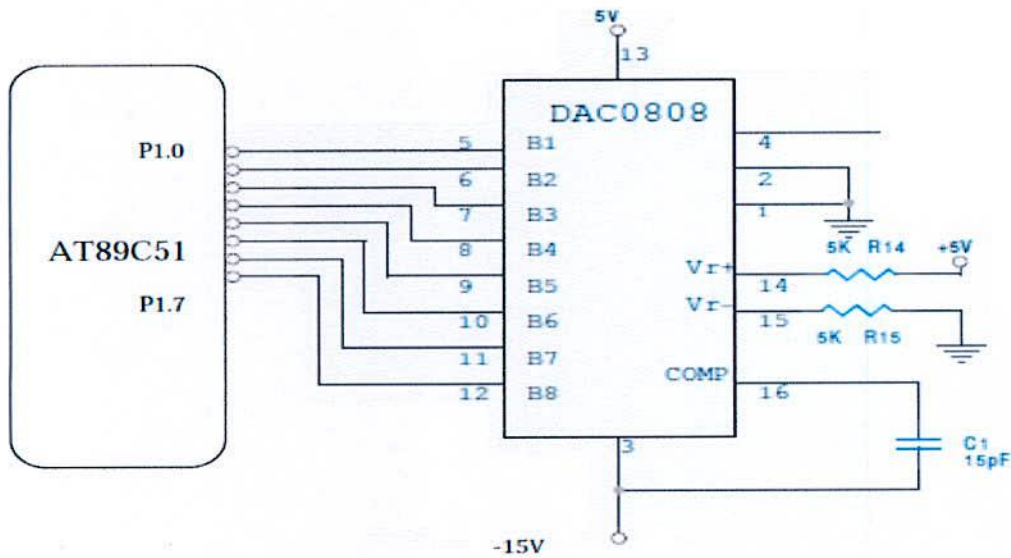 5V
13
DAC0808
P1.0
5
B1
4
6
B2
2
7
B3
1
8
B4
AT89C51
5K R14
+5V
9
B5
Vr+
14
P1.7
10
B6
Vr-
15
5K R15
11
B7
COMP
16
12
B8
3
C1
15pF
-15V